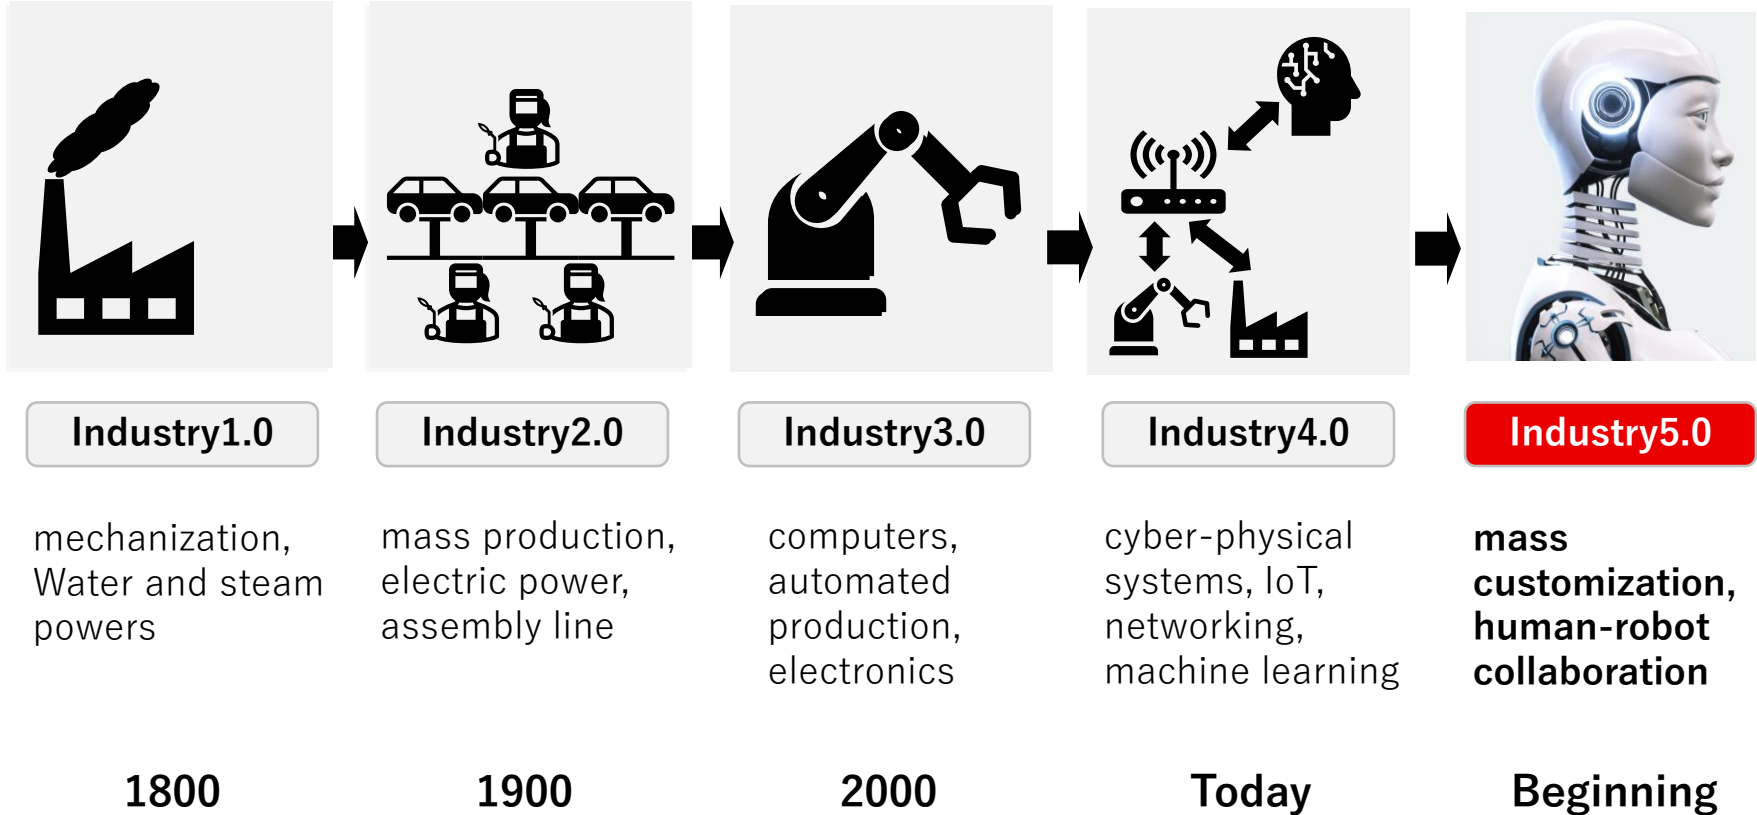 Industry1.0
Industry2.0
Industry3.0
Industry4.0
Industry5.0
mechanization,
Water and steam
powers
mass production,
electric power,
assembly line
computers,
automated
production,
electronics
cyber-physical
systems, IoT,
networking,
machine learning
mass
customization,
human-robot
collaboration
1800
1900
2000
Today
Beginning